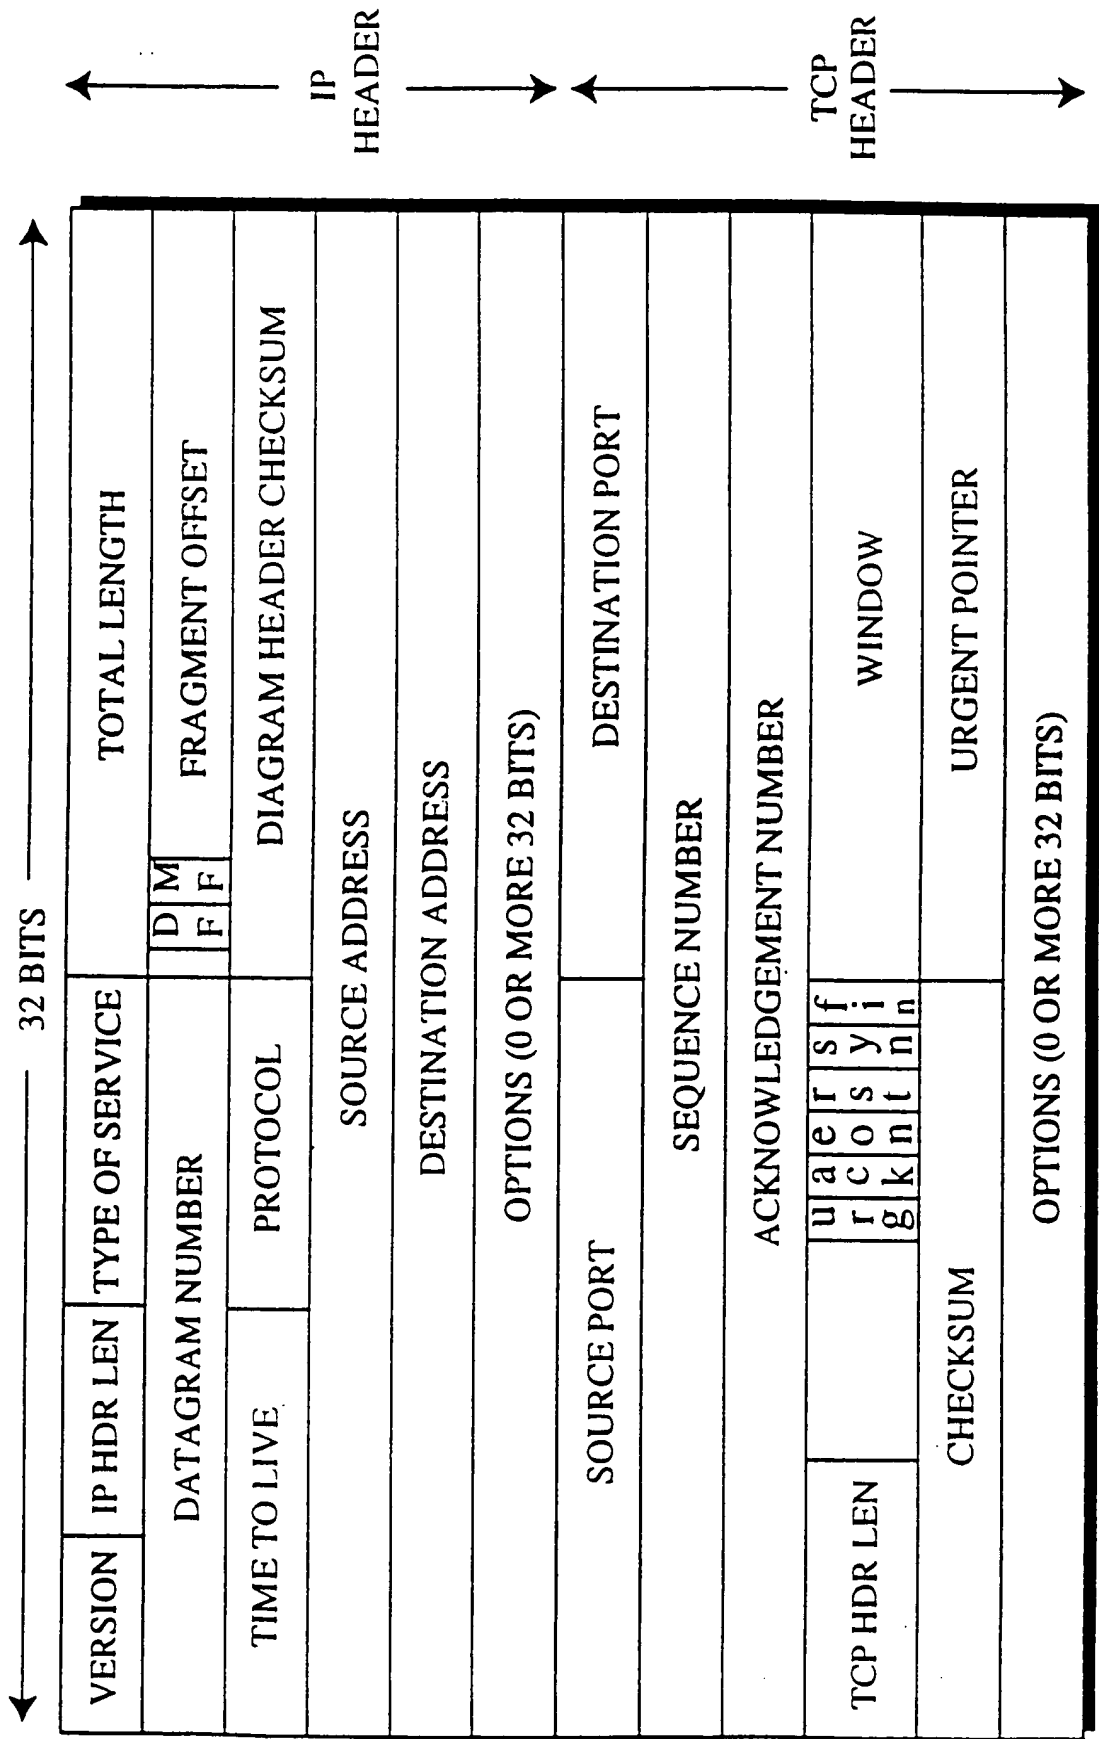 32 BITS
VERSION IP HDR LEN TYPE OF SERVICE TOTAL LENGTH
DATAGRAM NUMBER DF MF FRAGMENT OFFSET
TIME TO LIVE PROTOCOL DIAGRAM HEADER CHECKSUM
SOURCE ADDRESS
DESTINATION ADDRESS
OPTIONS (0 OR MORE 32 BITS)
IP
HEADER
SOURCE PORT DESTINATION PORT
SEQUENCE NUMBER
ACKNOWLEDGEMENT NUMBER
TCP HDR LEN urg ack eon rst syn fin WINDOW
CHECKSUM URGENT POINTER
OPTIONS (0 OR MORE 32 BITS)
TCP
HEADER